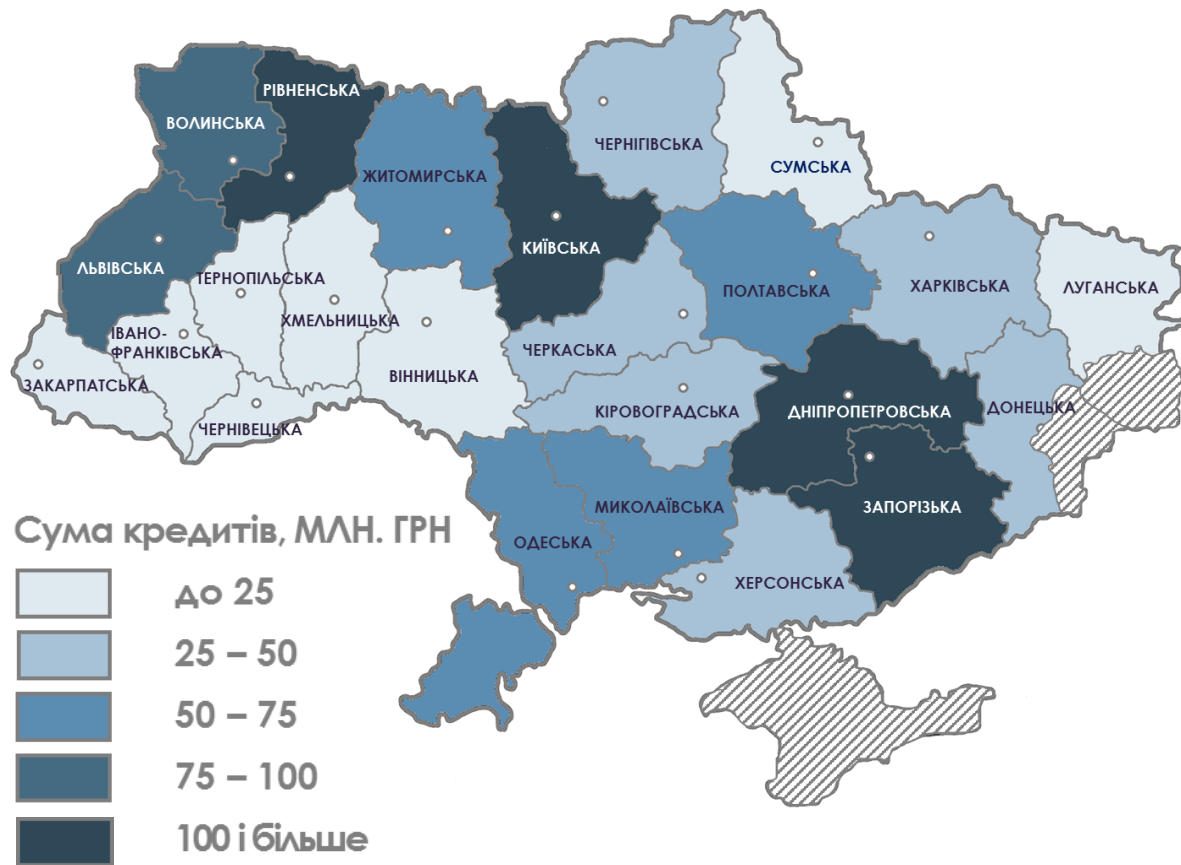 РІВНЕНСЬКА
ВОЛИНСЬКА
ЧЕРНІГІВСЬКА
СУМСЬКА
ЖИТОМИРСЬКА
КИЇВСЬКА
ЛЬВІВСЬКА
ТЕРНОПІЛЬСЬКА
ХМЕЛЬНИЦЬКА
ПОЛТАВСЬКА
ХАРКІВСЬКА
ЛУГАНСЬКА
ІВАНО-
ФРАНКІВСЬКА
ЧЕРКАСЬКА
ЗАКАРПАТСЬКА
ВІННИЦЬКА
ЧЕРНІВЕЦЬКА
КІРОВОГРАДСЬКА
ДНІПРОПЕТРОВСЬКА
ДОНЕЦЬКА
МИКОЛАЇВСЬКА
ЗАПОРІЗЬКА
ОДЕСЬКА
ХЕРСОНСЬКА
Сума кредитів, МЛН. ГРН
до 25
25 – 50
50 – 75
75 – 100
100 і більше